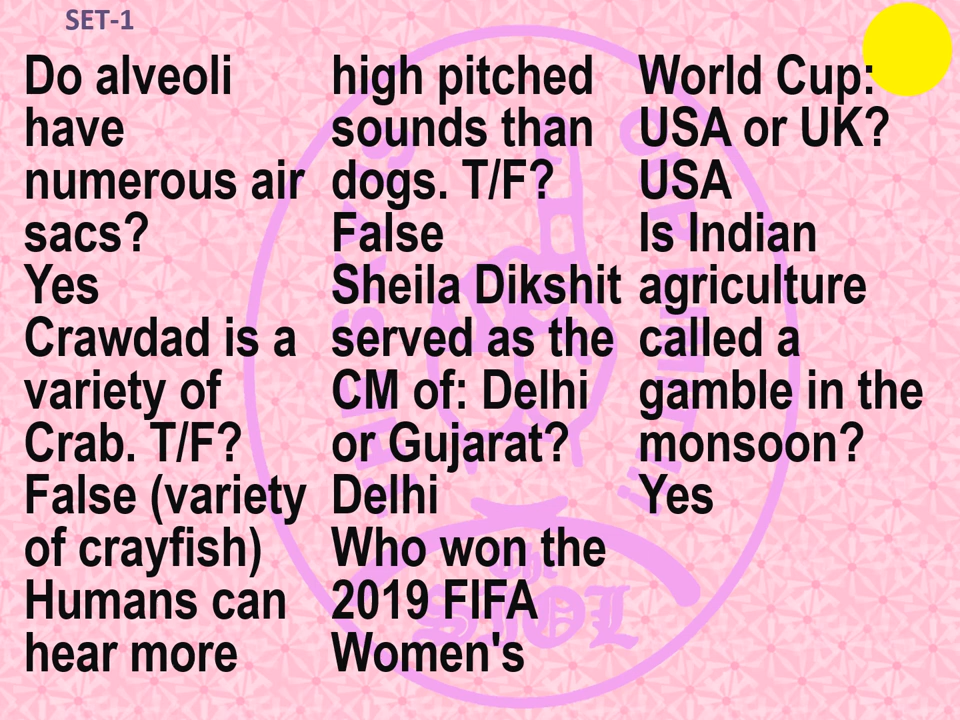 SET-1
Do alveoli
have
numerous air
sacs?
Yes
Crawdad is a
variety of
Crab. T/F?
False (variety
of crayfish)
Humans can
hear more
high pitched
sounds than
dogs. T/F?
False
Sheila Dikshit
served as the
CM of: Delhi
or Gujarat?
Delhi
Who won the
2019 FIFA
Women's
World Cup:
USA or UK?
USA
Is Indian
agriculture
called a
gamble in the
monsoon?
Yes